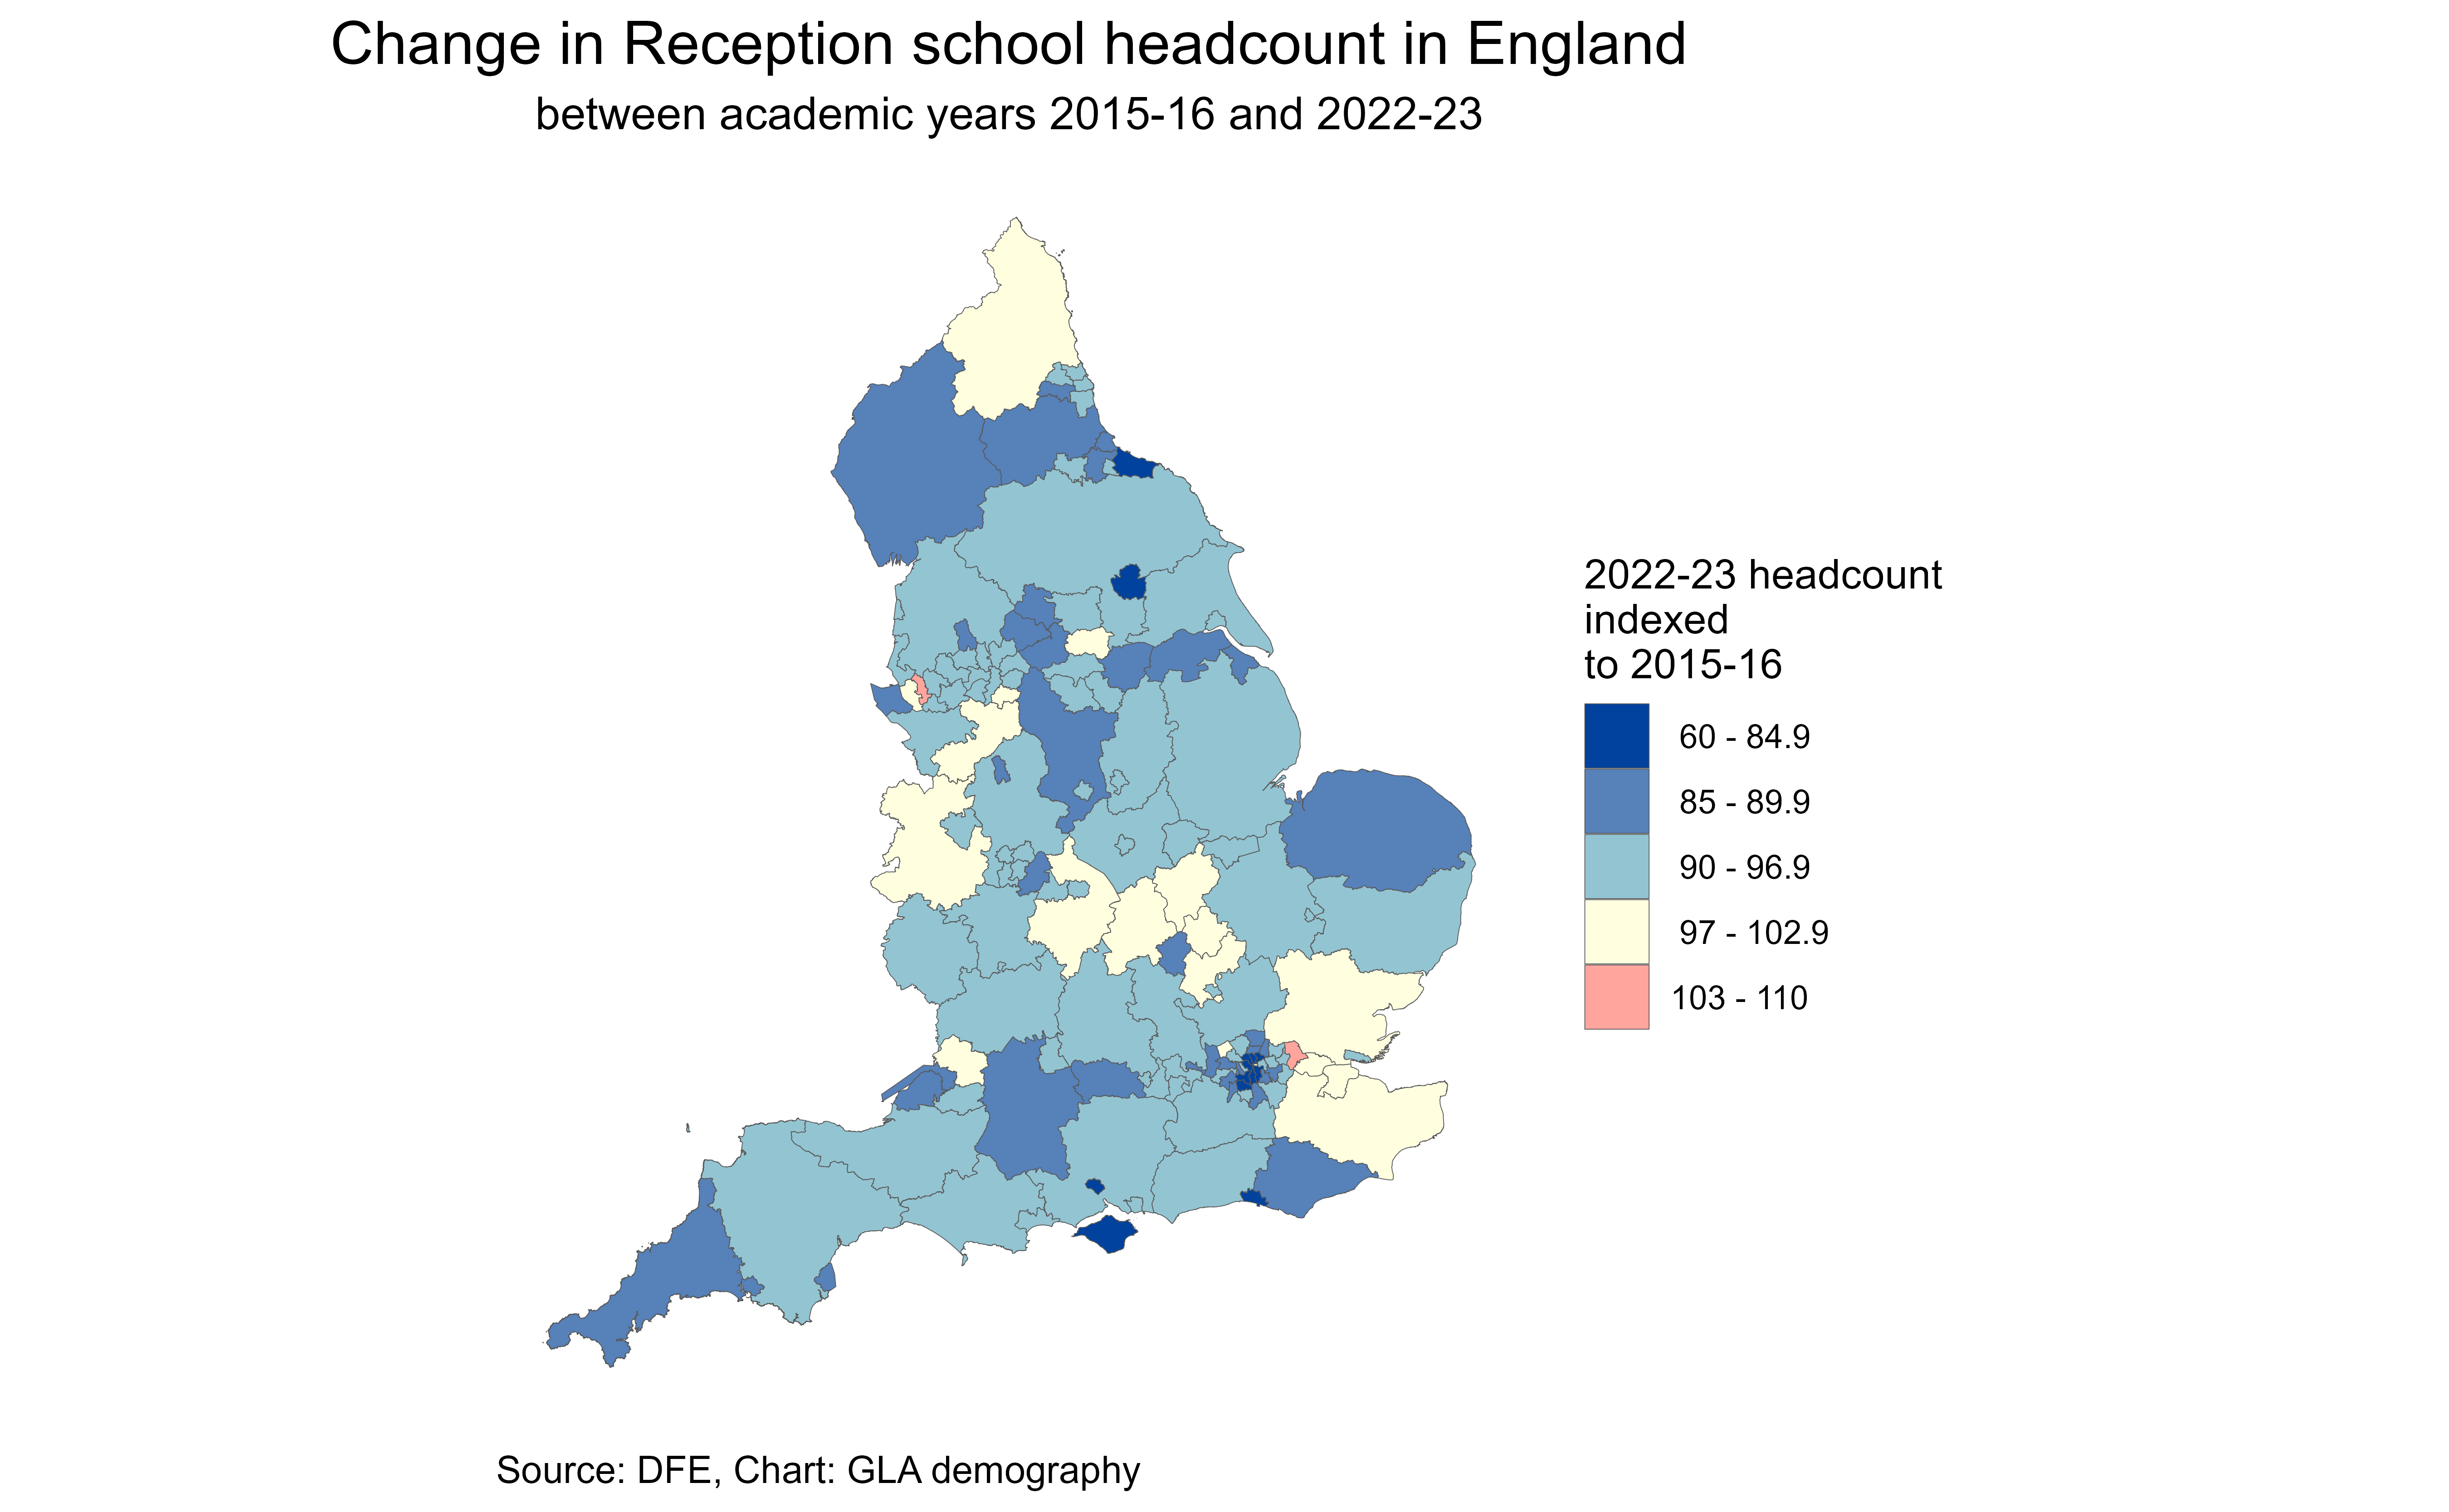 Change in Reception school headcount in England
between academic years 2015-16 and 2022-23
2022-23 headcount
indexed
to 2015-16
60 - 84.9
85 - 89.9
90 - 96.9
97 - 102.9
103 - 110
Source: DFE, Chart: GLA demography